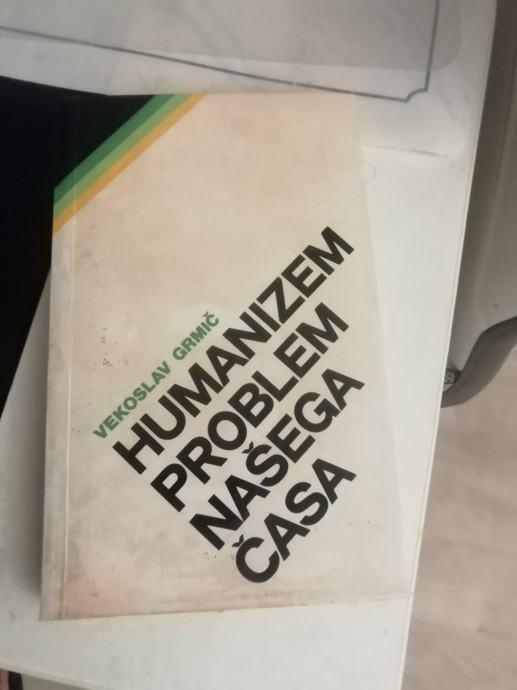 VEKOSLAV GRMIČ
HUMANIZEM
PROBLEM
NAŠEGA
ČASA